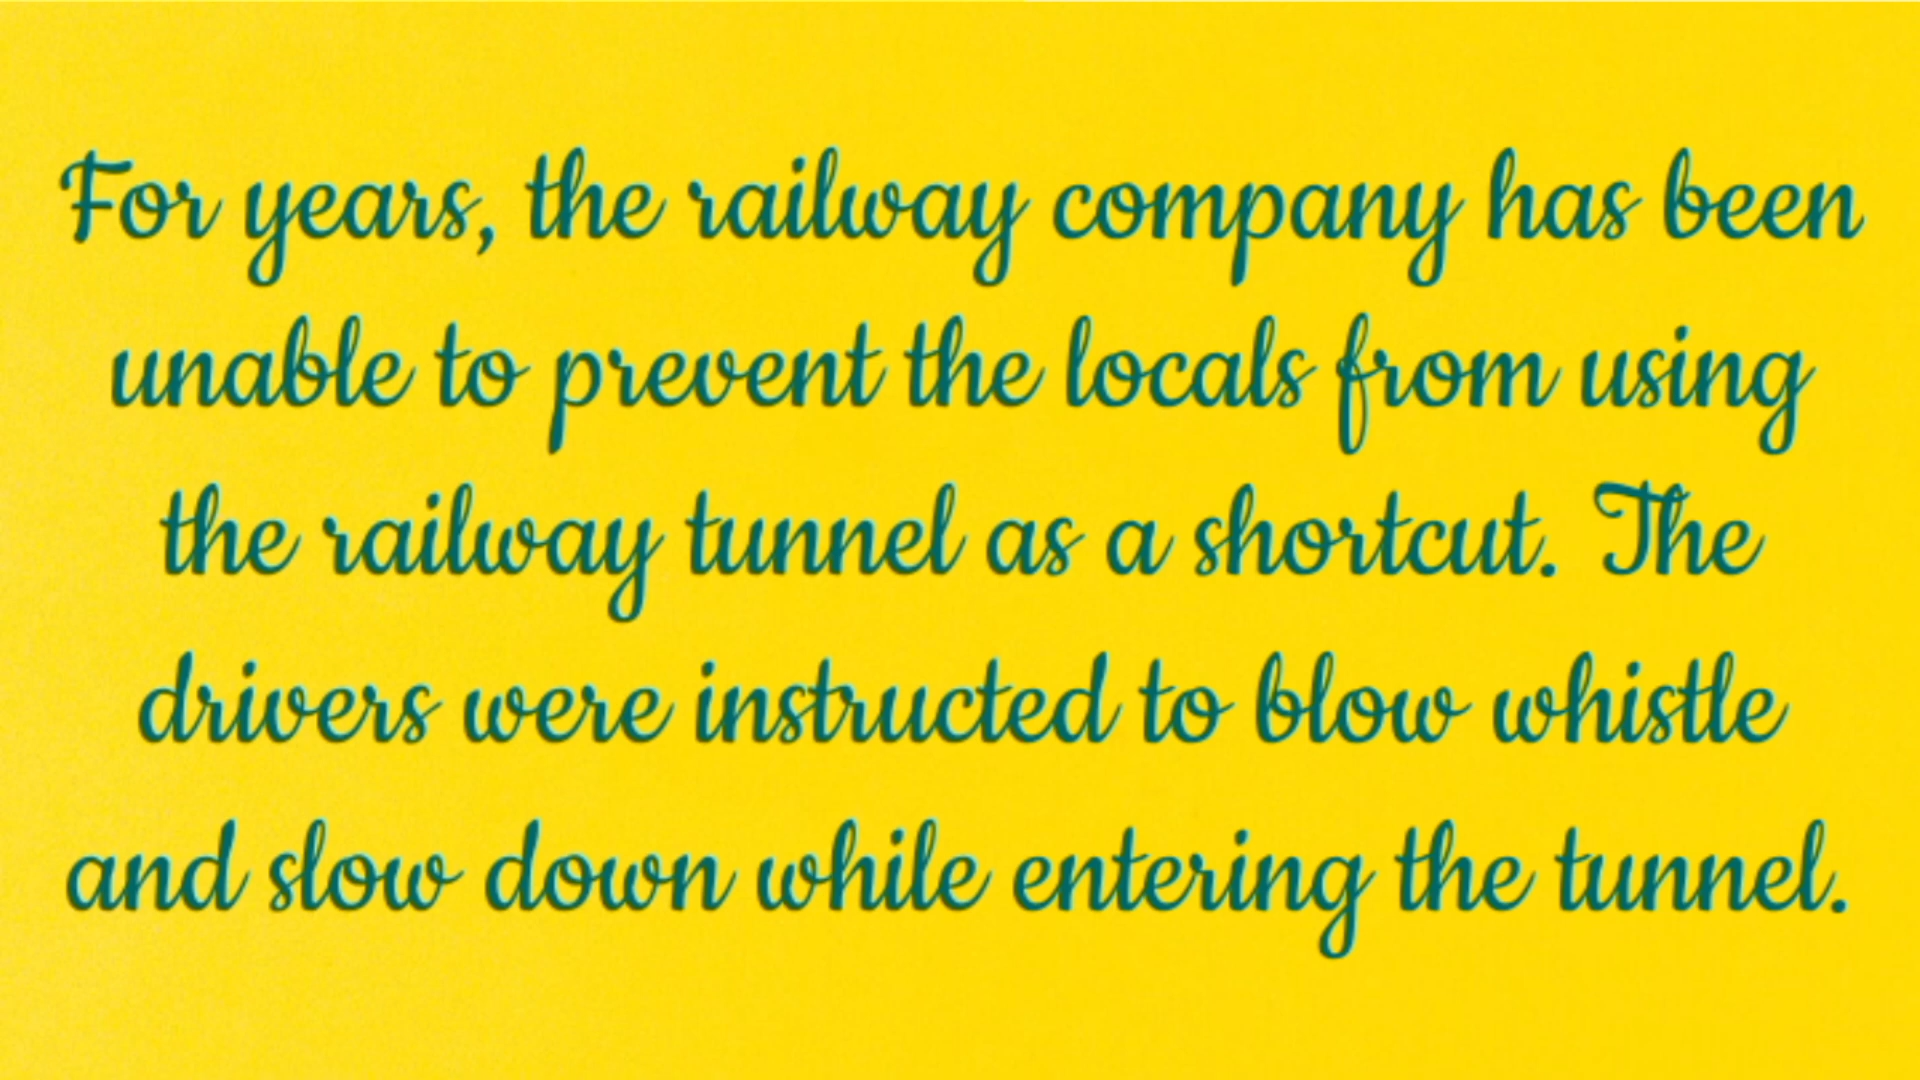 For years, the railway company has been
unable to prevent the locals from using
the railway tunnel as a shortcut. The
drivers were instructed to blow whistle
and slow down while entering the tunnel.